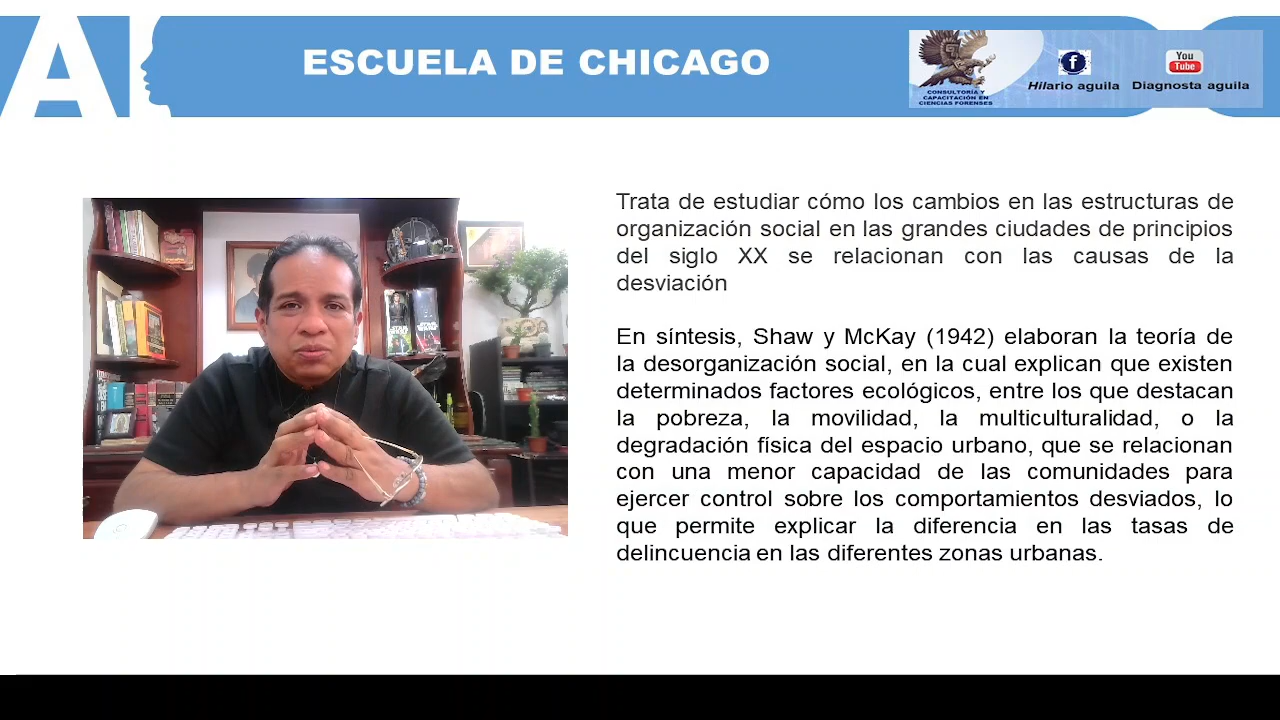 AI
ESCUELA DE CHICAGO
CONSULTORÍA Y
CAPACITACIÓN EN
CIENCIAS FORENSES
f
Hilario aguila
You
Tube
Diagnosta aguila
Trata de estudiar cómo los cambios en las estructuras de
organización social en las grandes ciudades de principios
del siglo XX se relacionan con las causas de la
desviación
En síntesis, Shaw y McKay (1942) elaboran la teoría de
la desorganización social, en la cual explican que existen
determinados factores ecológicos, entre los que destacan
la pobreza, la movilidad, la multiculturalidad, o la
degradación física del espacio urbano, que se relacionan
con una menor capacidad de las comunidades para
ejercer control sobre los comportamientos desviados, lo
que permite explicar la diferencia en las tasas de
delincuencia en las diferentes zonas urbanas.
STAR
WARS